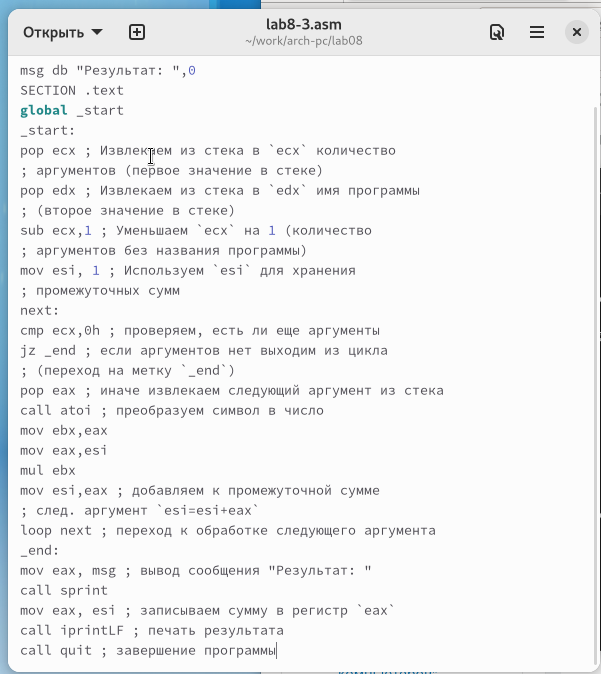 Открыть
lab8-3.asm
~/work/arch-pc/lab08
msg db "Результат: ",0
SECTION .text
global _start
_start:
pop ecx ; Извлекаем из стека в `ecx` количество
; аргументов (первое значение в стеке)
pop edx ; Извлекаем из стека в `edx` имя программы
; (второе значение в стеке)
sub ecx,1 ; Уменьшаем `ecx` на 1 (количество
; аргументов без названия программы)
mov esi, 1 ; Используем `esi` для хранения
; промежуточных сумм
next:
cmp ecx,0h ; проверяем, есть ли еще аргументы
jz _end ; если аргументов нет выходим из цикла
; (переход на метку `_end`)
pop eax ; иначе извлекаем следующий аргумент из стека
call atoi ; преобразуем символ в число
mov ebx,eax
mov eax,esi
mul ebx
mov esi,eax ; добавляем к промежуточной сумме
; след. аргумент `esi=esi+eax`
loop next ; переход к обработке следующего аргумента
_end:
mov eax, msg ; вывод сообщения "Результат: "
call sprint
mov eax, esi ; записываем сумму в регистр `eax`
call iprintLF ; печать результата
call quit ; завершение программы